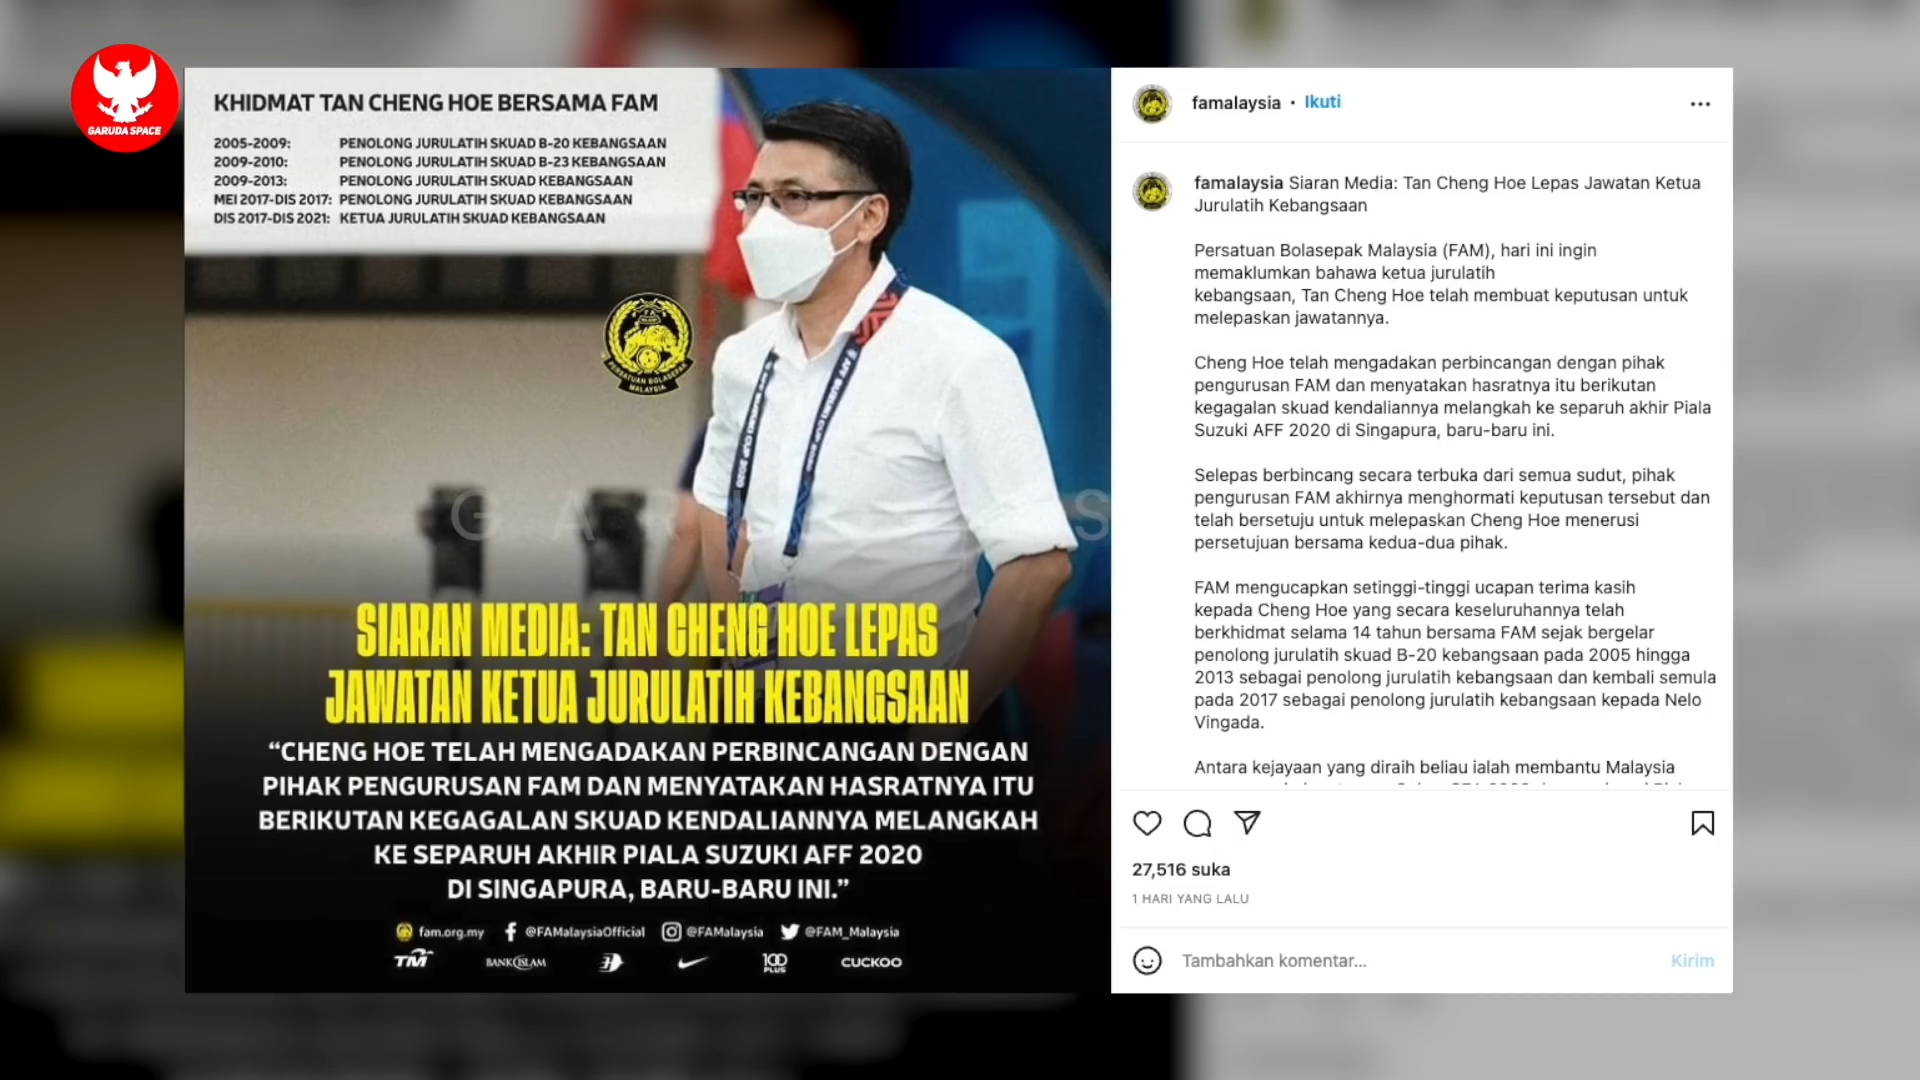 GARUDA SPACE
KHIDMAT TAN CHENG HOE BERSAMA FAM
2005-2009: PENOLONG JURULATIH SKUAD B-20 KEBANGSAAN
2009-2010: PENOLONG JURULATIH SKUAD B-23 KEBANGSAAN
2009-2013: PENOLONG JURULATIH SKUAD KEBANGSAAN
MEI 2017-DIS 2017: PENOLONG JURULATIH SKUAD KEBANGSAAN
DIS 2017-DIS 2021: KETUA JURULATIH SKUAD KEBANGSAAN
PERSATUAN BOLASEPAK
MALAYSIA
AFF SUZUKI CUP 2020
SIARAN MEDIA: TAN CHENG HOE LEPAS
JAWATAN KETUA JURULATIH KEBANGSAAN
“CHENG HOE TELAH MENGADAKAN PERBINCANGAN DENGAN
PIHAK PENGURUSAN FAM DAN MENYATAKAN HASRATNYA ITU
BERIKUTAN KEGAGALAN SKUAD KENDALIANNYA MELANGKAH
KE SEPARUH AKHIR PIALA SUZUKI AFF 2020
DI SINGAPURA, BARU-BARU INI.”
fam.org.my @FAMalaysiaOfficial @FAMalaysia @FAM_Malaysia
TM BANK ISLAM 100 PLUS CUCKOO
famalaysia • Ikuti
famalaysia Siaran Media: Tan Cheng Hoe Lepas Jawatan Ketua
Jurulatih Kebangsaan
Persatuan Bolasepak Malaysia (FAM), hari ini ingin
memaklumkan bahawa ketua jurulatih
kebangsaan, Tan Cheng Hoe telah membuat keputusan untuk
melepaskan jawatannya.
Cheng Hoe telah mengadakan perbincangan dengan pihak
pengurusan FAM dan menyatakan hasratnya itu berikutan
kegagalan skuad kendaliannya melangkah ke separuh akhir Piala
Suzuki AFF 2020 di Singapura, baru-baru ini.
Selepas berbincang secara terbuka dari semua sudut, pihak
pengurusan FAM akhirnya menghormati keputusan tersebut dan
telah bersetuju untuk melepaskan Cheng Hoe menerusi
persetujuan bersama kedua-dua pihak.
FAM mengucapkan setinggi-tinggi ucapan terima kasih
kepada Cheng Hoe yang secara keseluruhannya telah
berkhidmat selama 14 tahun bersama FAM sejak bergelar
penolong jurulatih skuad B-20 kebangsaan pada 2005 hingga
2013 sebagai penolong jurulatih kebangsaan dan kembali semula
pada 2017 sebagai penolong jurulatih kebangsaan kepada Nelo
Vingada.
Antara kejayaan yang diraih beliau ialah membantu Malaysia
27,516 suka
1 HARI YANG LALU
Tambahkan komentar...
Kirim